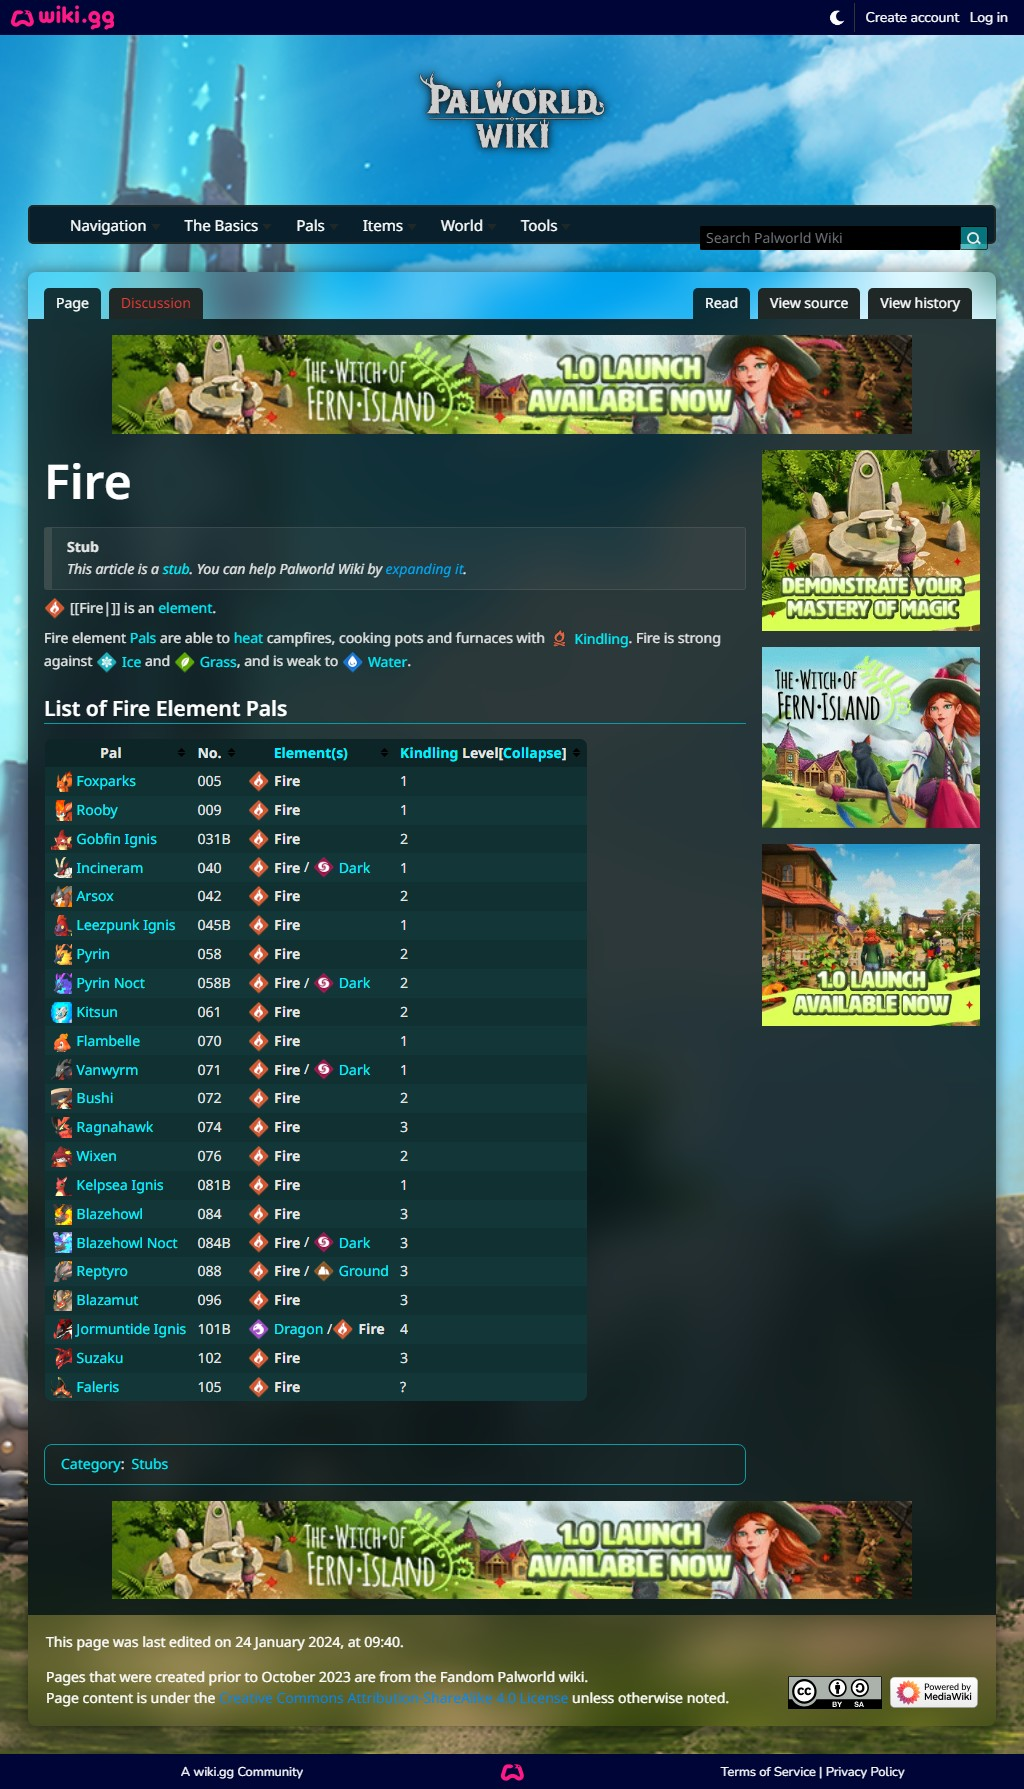 wiki.gg
Create account Log in
PALWORLD
WIKI
Navigation The Basics Pals Items World Tools
Search Palworld Wiki
Page Discussion Read View source View history
THE·WITCH OF
FERN·ISLAND
1.0 LAUNCH
AVAILABLE NOW
Fire
DEMONSTRATE YOUR
MASTERY OF MAGIC
Stub
This article is a stub. You can help Palworld Wiki by expanding it.
[[Fire|]] is an element.
Fire element Pals are able to heat campfires, cooking pots and furnaces with Kindling. Fire is strong
against Ice and Grass, and is weak to Water.
THE·WITCH OF
FERN·ISLAND
List of Fire Element Pals
Pal No. Element(s) Kindling Level[Collapse]
Foxparks 005 Fire 1
Rooby 009 Fire 1
Gobfin Ignis 031B Fire 2
Incineram 040 Fire / Dark 1
Arsox 042 Fire 2
Leezpunk Ignis 045B Fire 1
Pyrin 058 Fire 2
Pyrin Noct 058B Fire / Dark 2
Kitsun 061 Fire 2
Flambelle 070 Fire 1
Vanwyrm 071 Fire / Dark 1
Bushi 072 Fire 2
Ragnahawk 074 Fire 3
Wixen 076 Fire 2
Kelpsea Ignis 081B Fire 1
Blazehowl 084 Fire 3
Blazehowl Noct 084B Fire / Dark 3
Reptyro 088 Fire / Ground 3
Blazamut 096 Fire 3
Jormuntide Ignis 101B Dragon / Fire 4
Suzaku 102 Fire 3
Faleris 105 Fire ?
1.0 LAUNCH
AVAILABLE NOW
Category: Stubs
THE·WITCH OF
FERN·ISLAND
1.0 LAUNCH
AVAILABLE NOW
This page was last edited on 24 January 2024, at 09:40.
Pages that were created prior to October 2023 are from the Fandom Palworld wiki.
Page content is under the Creative Commons Attribution-ShareAlike 4.0 License unless otherwise noted.
cc BY SA
Powered by
MediaWiki
A wiki.gg Community
Terms of Service | Privacy Policy